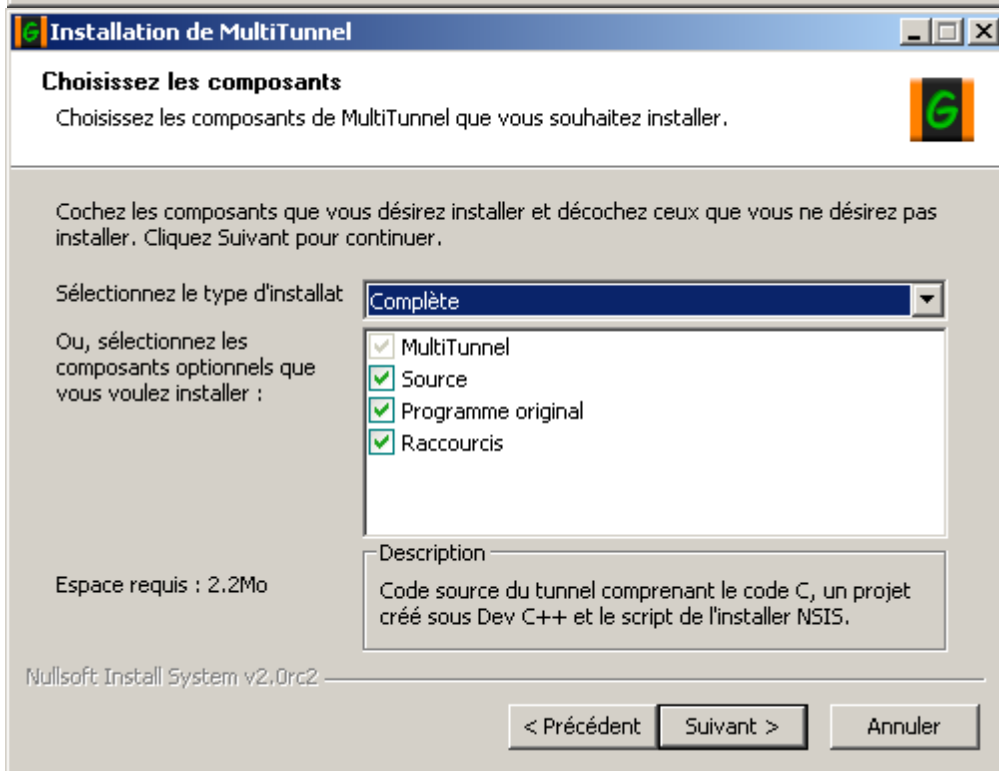 Installation de MultiTunnel
Choisissez les composants
Choisissez les composants de MultiTunnel que vous souhaitez installer.
G
Cochez les composants que vous désirez installer et décochez ceux que vous ne désirez pas
installer. Cliquez Suivant pour continuer.
Sélectionnez le type d'installat
Complète
Ou, sélectionnez les
composants optionnels que
vous voulez installer :
MultiTunnel
Source
Programme original
Raccourcis
Espace requis : 2.2Mo
Description
Code source du tunnel comprenant le code C, un projet
créé sous Dev C++ et le script de l'installer NSIS.
Nullsoft Install System v2.0rc2
< Précédent
Suivant >
Annuler